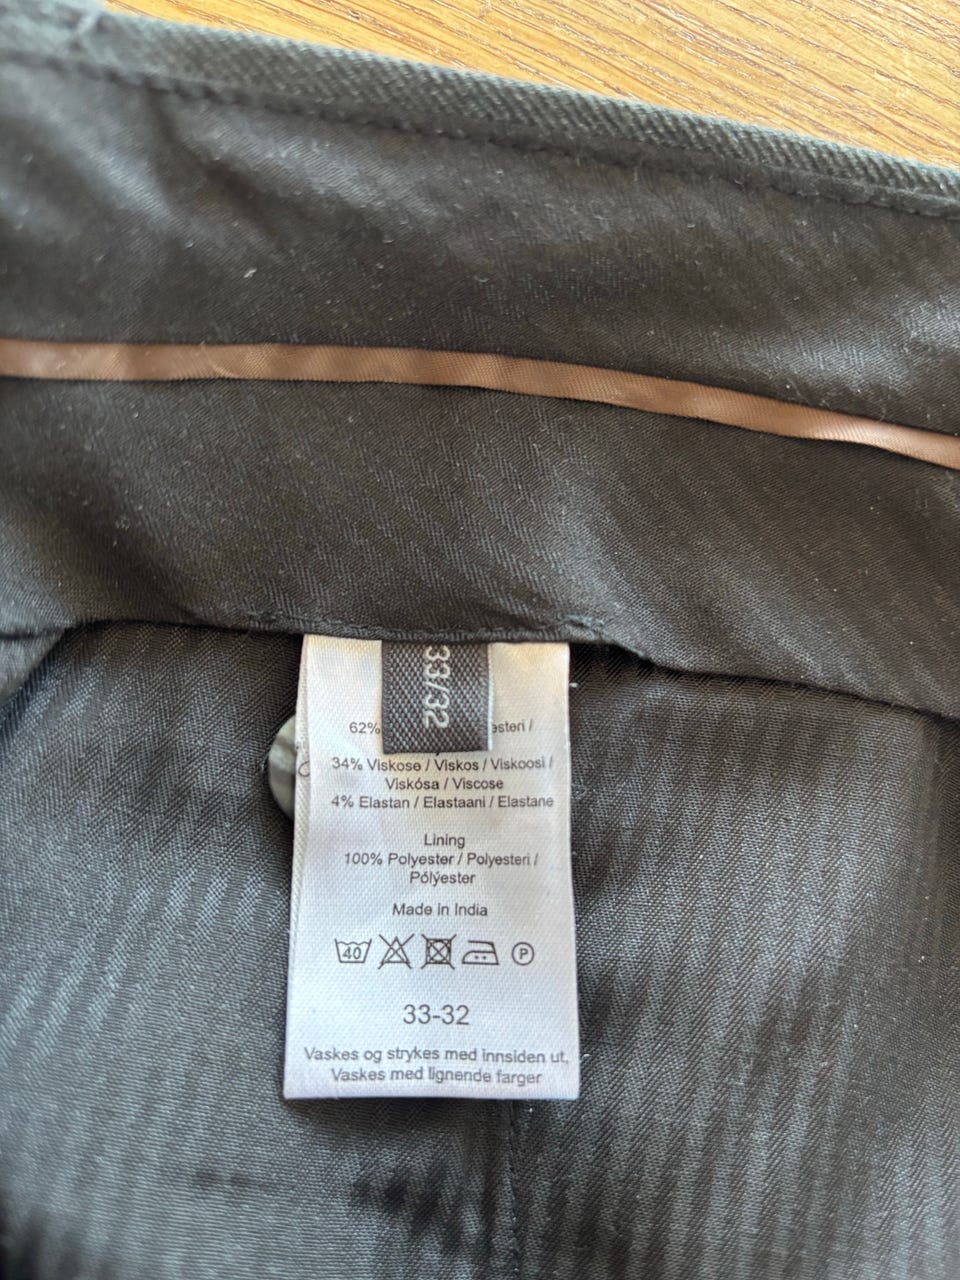 33/32
62%
34% Viskose / Viskos / Viskoosi /
Viskósa / Viscose
4% Elastan / Elastaani / Elastane
Lining
100% Polyester / Polyesteri /
Pólýester
Made in India
40 P
33-32
Vaskes og strykes med innsiden ut,
Vaskes med lignende farger